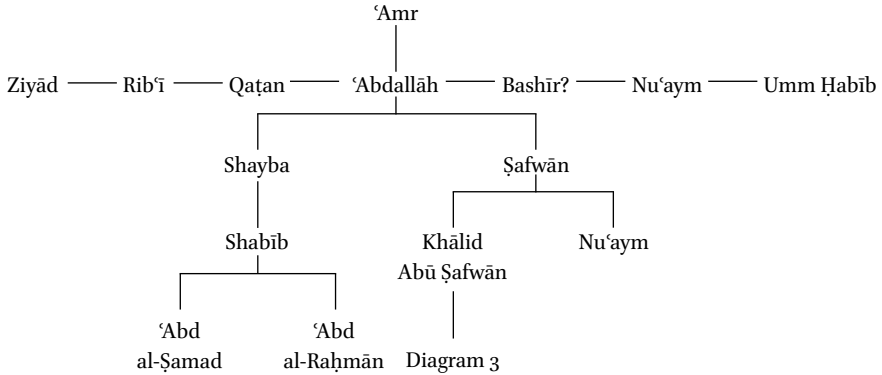 ʿAmr
Ziyād Ribʿī Qaṭan ʿAbdallāh Bashīr? Nuʿaym Umm Ḥabīb
Shayba Ṣafwān
Shabīb Khālid Nuʿaym
Abū Ṣafwān
ʿAbd ʿAbd
al-Ṣamad al-Raḥmān Diagram 3